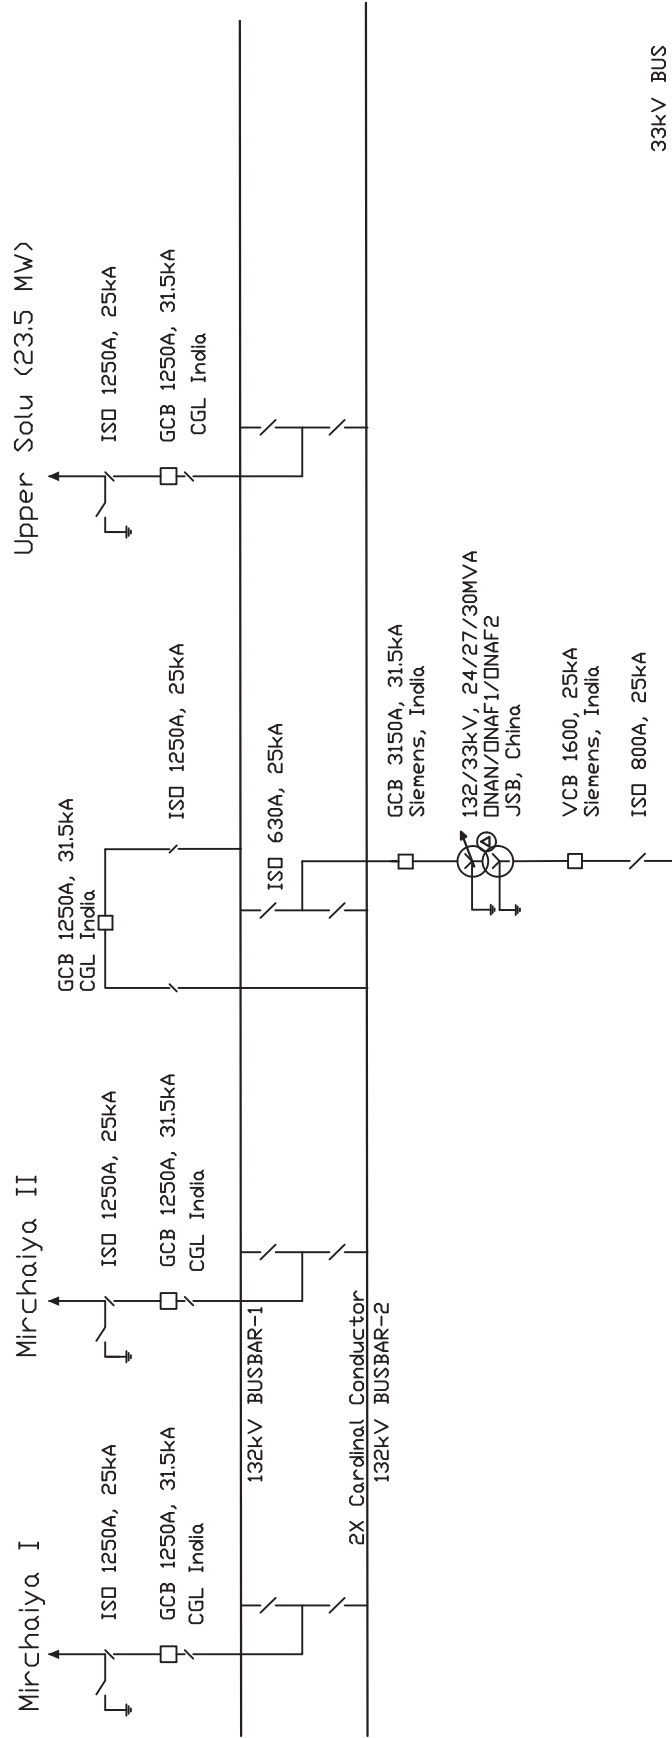 Mirchaiya I
ISO 1250A, 25kA
GCB 1250A, 31.5kA
CGL India
Mirchaiya II
ISO 1250A, 25kA
GCB 1250A, 31.5kA
CGL India
GCB 1250A, 31.5kA
CGL India
ISO 1250A, 25kA
Upper Solu (23.5 MW)
ISO 1250A, 25kA
GCB 1250A, 31.5kA
CGL India
132kV BUSBAR-1
ISO 630A, 25kA
2X Cardinal Conductor
132kV BUSBAR-2
GCB 3150A, 31.5kA
Siemens, India
132/33kV, 24/27/30MVA
ONAN/ONAF1/ONAF2
JSB, China
VCB 1600, 25kA
Siemens, India
ISO 800A, 25kA
33kV BUS